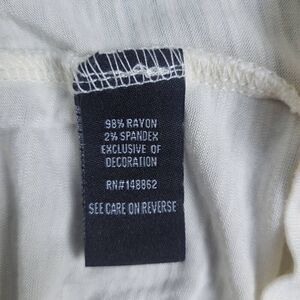 98% RAYON
2% SPANDEX
EXCLUSIVE OF
DECORATION
RN#148862
SEE CARE ON REVERSE